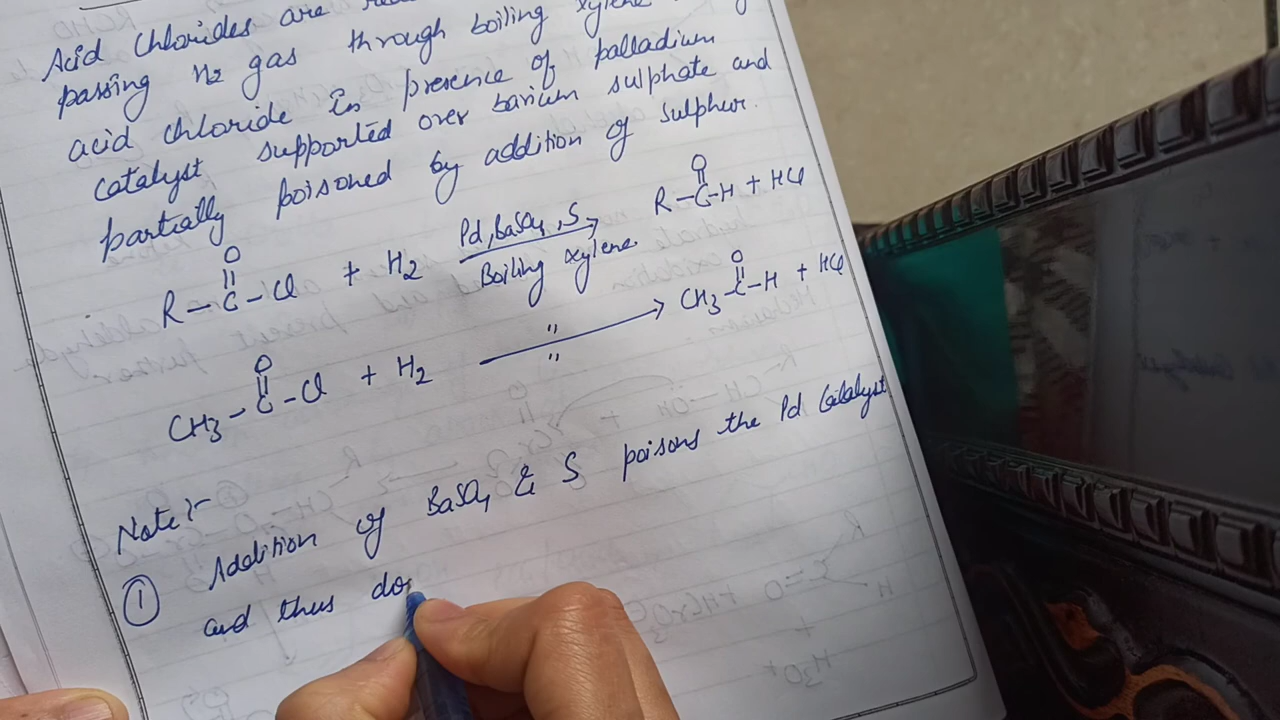 Acid Chlorides are
passing H2 gas through boiling xylene
acid chloride in presence of palladium
catalyst supported over barium sulphate and
partially poisoned by addition of sulphur.
R-C(=O)-Cl + H2 Pd, BaSO4, S Boiling xylene → R-C(=O)-H + HCl
CH3-C(=O)-Cl + H2 " " → CH3-C(=O)-H + HCl
Note:-
① Addition of BaSO4 & S poisons the Pd Catalyst
and thus do